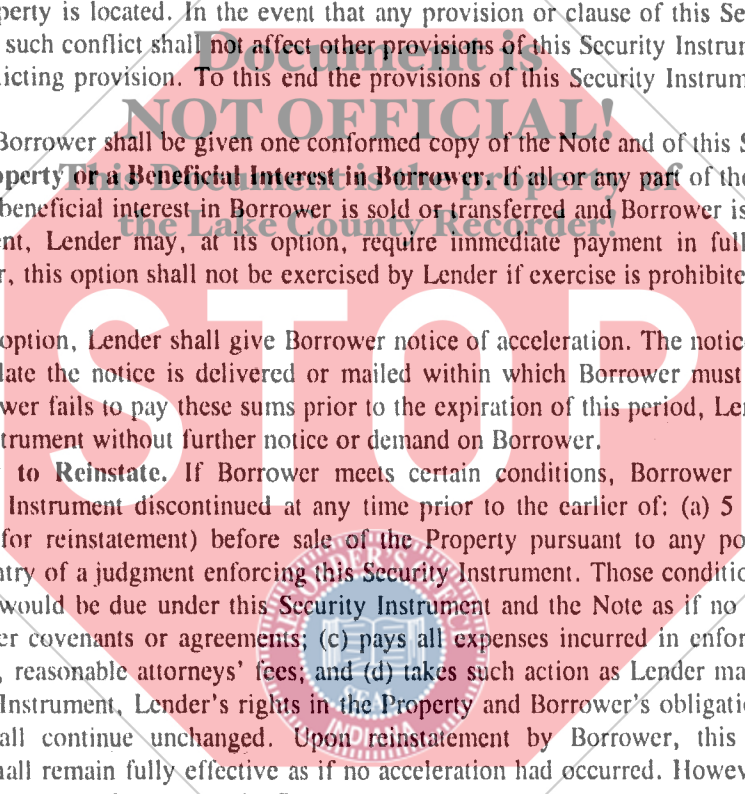 perty is located. In the event that any provision or clause of this Se
such conflict shall not affect other provisions of this Security Instrum
licting provision. To this end the provisions of this Security Instrum
Document is
NOT OFFICIAL!
This Document is the property of
the Lake County Recorder!
Borrower shall be given one conformed copy of the Note and of this S
operty or a Beneficial Interest in Borrower. If all or any part of the
beneficial interest in Borrower is sold or transferred and Borrower is
ent, Lender may, at its option, require immediate payment in full
r, this option shall not be exercised by Lender if exercise is prohibite
STOP
option, Lender shall give Borrower notice of acceleration. The notic
late the notice is delivered or mailed within which Borrower must
wer fails to pay these sums prior to the expiration of this period, Len
strument without further notice or demand on Borrower.
to Reinstate. If Borrower meets certain conditions, Borrower
Instrument discontinued at any time prior to the earlier of: (a) 5
for reinstatement) before sale of the Property pursuant to any po
ntry of a judgment enforcing this Security Instrument. Those conditio
would be due under this Security Instrument and the Note as if no
er covenants or agreements; (c) pays all expenses incurred in enfor
, reasonable attorneys' fees; and (d) takes such action as Lender ma
Instrument, Lender's rights in the Property and Borrower's obligatio
all continue unchanged. Upon reinstatement by Borrower, this
hall remain fully effective as if no acceleration had occurred. Howev
SEAL
INDIANA